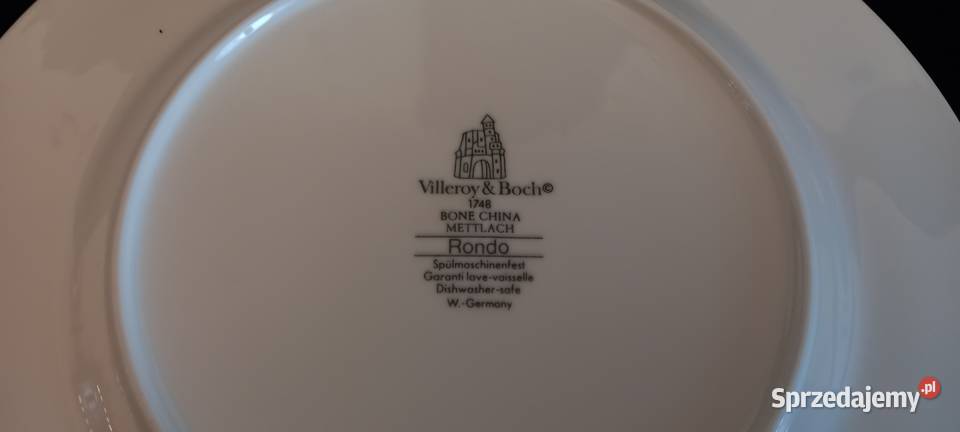 Villeroy & Boch©
1748
BONE CHINA
METTLACH
Rondo
Spülmaschinenfest
Garanti lave-vaisselle
Dishwasher-safe
W.-Germany
Sprzedajemy.pl